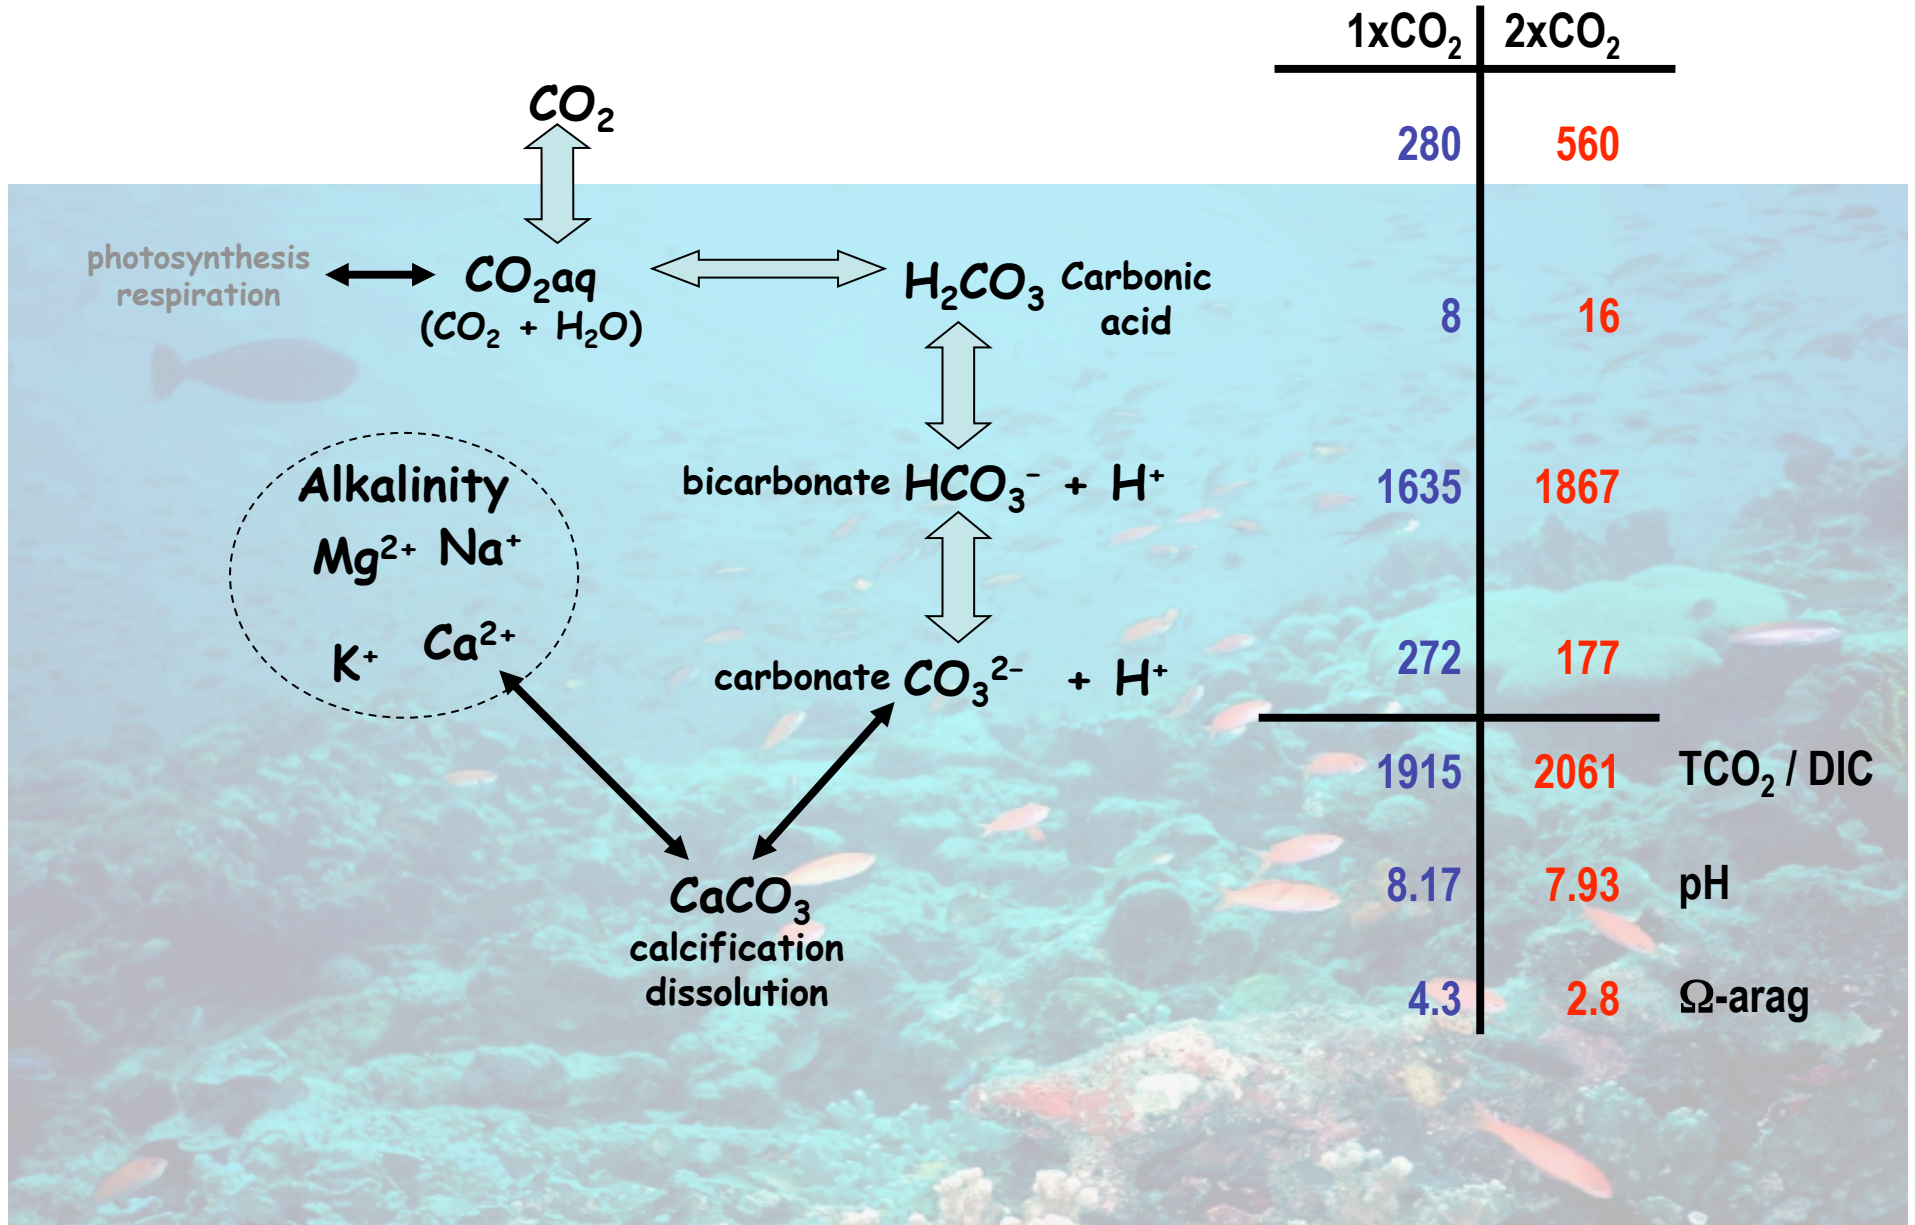 1xCO₂ 2xCO₂
CO₂
280 560
photosynthesis
respiration
CO₂aq
(CO₂ + H₂O)
H₂CO₃ Carbonic
acid
8 16
Alkalinity
Mg²⁺ Na⁺
K⁺ Ca²⁺
bicarbonate HCO₃⁻ + H⁺
1635 1867
carbonate CO₃²⁻ + H⁺
272 177
1915 2061 TCO₂ / DIC
CaCO₃
calcification
dissolution
8.17 7.93 pH
4.3 2.8 Ω-arag